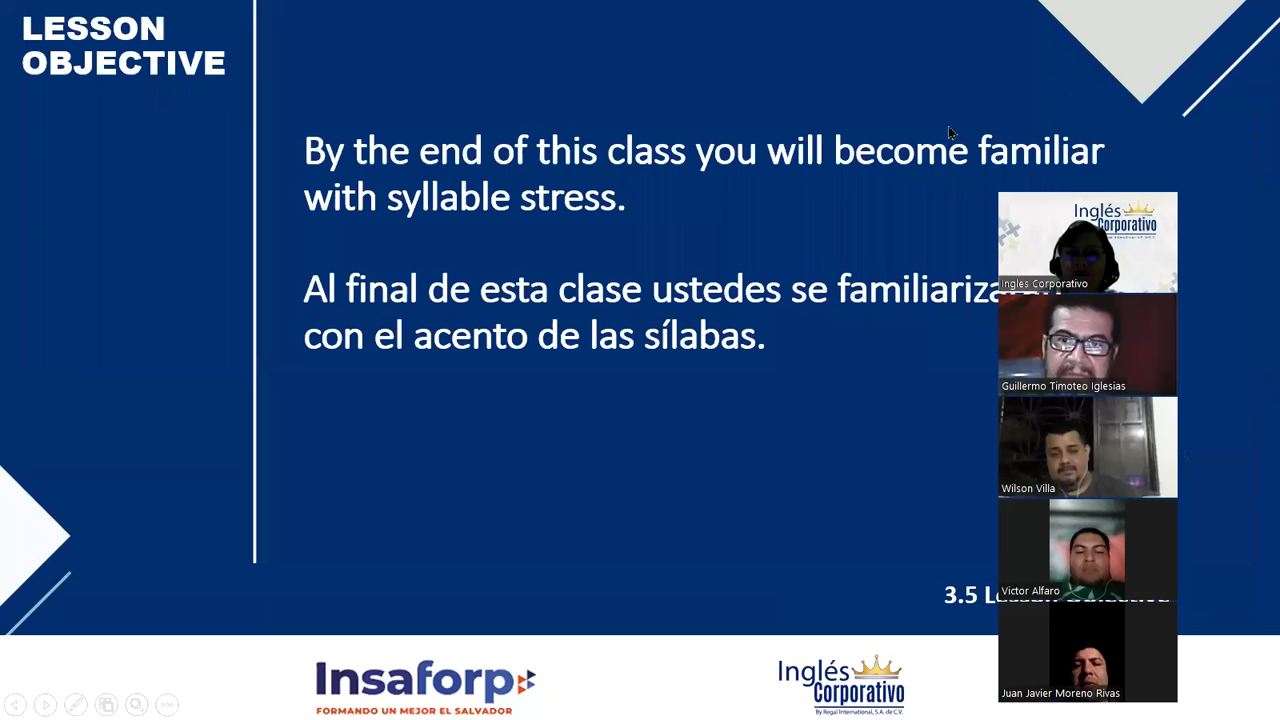 LESSON
OBJECTIVE
By the end of this class you will become familiar
with syllable stress.
Al final de esta clase ustedes se
con el acento de las sílabas.
Inglés
Corporativo
Ingles Corporativo
Guillermo Timoteo Iglesias
Wilson Villa
Victor Alfaro
3.5
Juan Javier Moreno Rivas
Insaforp
FORMANDO UN MEJOR EL SALVADOR
Inglés
Corporativo
By Regal International, S.A. de C.V.